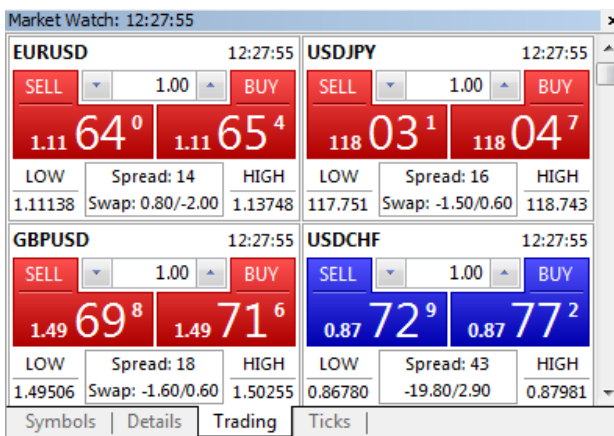 Market Watch: 12:27:55
EURUSD 12:27:55
SELL 1.00 BUY
1.11 64 0 1.11 65 4
LOW Spread: 14 HIGH
1.11138 Swap: 0.80/-2.00 1.13748
USDJPY 12:27:55
SELL 1.00 BUY
118 03 1 118 04 7
LOW Spread: 16 HIGH
117.751 Swap: -1.50/0.60 118.743
GBPUSD 12:27:55
SELL 1.00 BUY
1.49 69 8 1.49 71 6
LOW Spread: 18 HIGH
1.49506 Swap: -1.60/0.60 1.50255
USDCHF 12:27:55
SELL 1.00 BUY
0.87 72 9 0.87 77 2
LOW Spread: 43 HIGH
0.86780 -19.80/2.90 0.87981
Symbols | Details Trading Ticks |